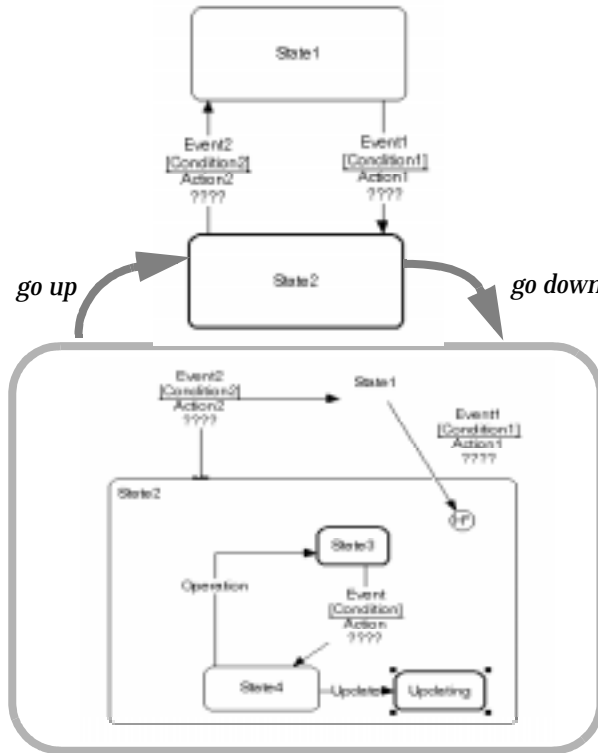 State1
Event2
[Condition2]
Action2
????
Event1
[Condition1]
Action1
????
go up
State2
go down
Event2
[Condition2]
Action2
????
State1
Event1
[Condition1]
Action1
????
State2
State3
Operation
Event
[Condition]
Action
????
State4
Update
Updating